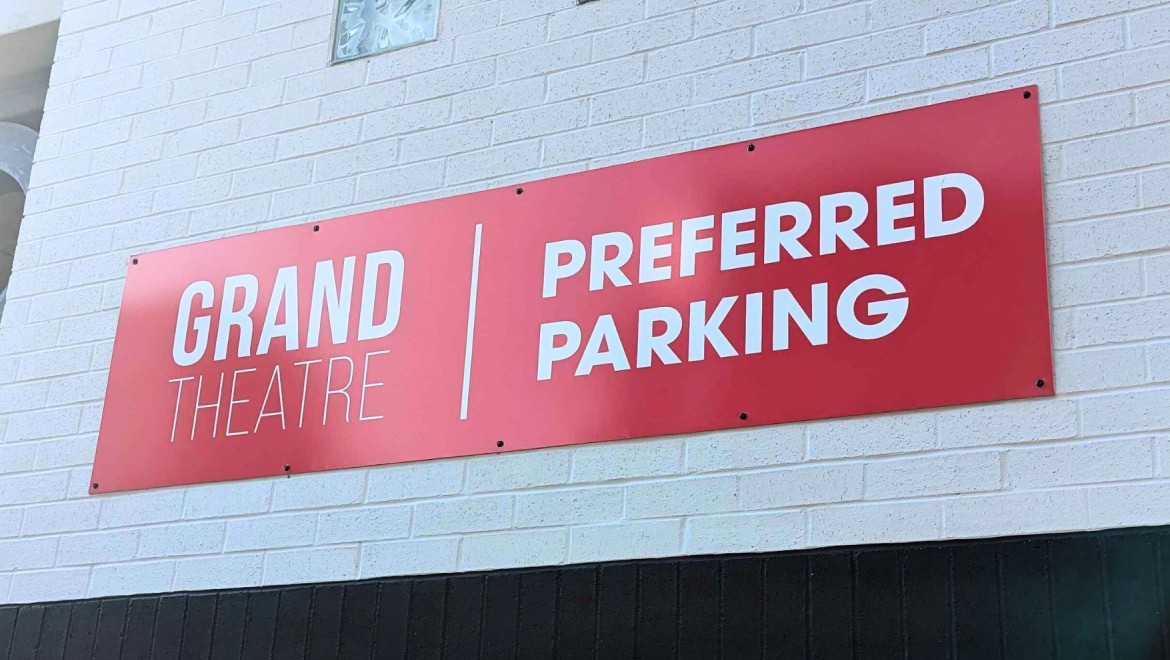 GRAND
THEATRE
PREFERRED
PARKING